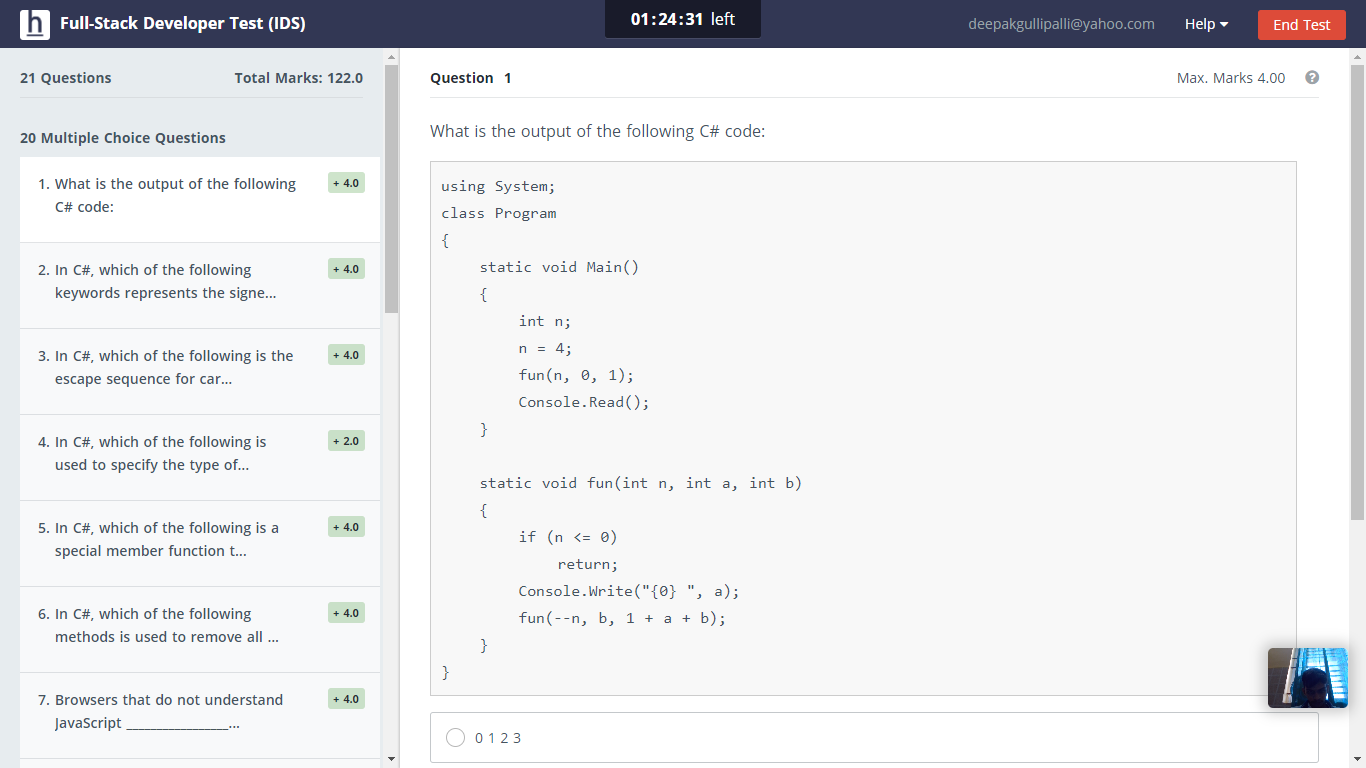 h Full-Stack Developer Test (IDS)
01:24:31 left
deepakgullipalli@yahoo.com
Help
End Test
21 Questions Total Marks: 122.0
20 Multiple Choice Questions
1. What is the output of the following + 4.0
C# code:
2. In C#, which of the following + 4.0
keywords represents the signe...
3. In C#, which of the following is the + 4.0
escape sequence for car...
4. In C#, which of the following is + 2.0
used to specify the type of...
5. In C#, which of the following is a + 4.0
special member function t...
6. In C#, which of the following + 4.0
methods is used to remove all ...
7. Browsers that do not understand + 4.0
JavaScript _________________...
Question 1 Max. Marks 4.00 ?
What is the output of the following C# code:
using System;
class Program
{
static void Main()
{
int n;
n = 4;
fun(n, 0, 1);
Console.Read();
}
static void fun(int n, int a, int b)
{
if (n <= 0)
return;
Console.Write("{0} ", a);
fun(--n, b, 1 + a + b);
}
}
0 1 2 3